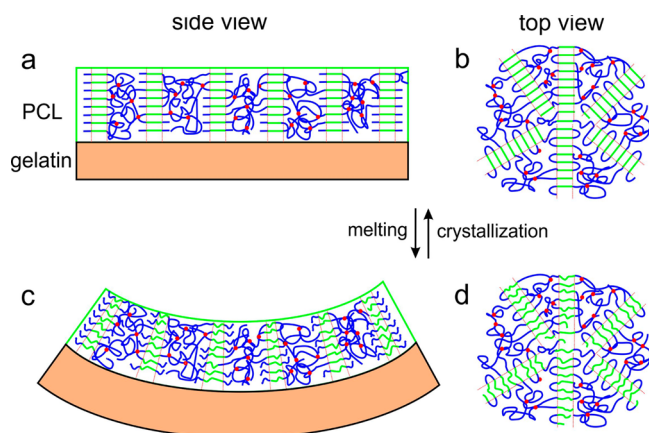 side view
top view
a
b
PCL
gelatin
melting
crystallization
c
d